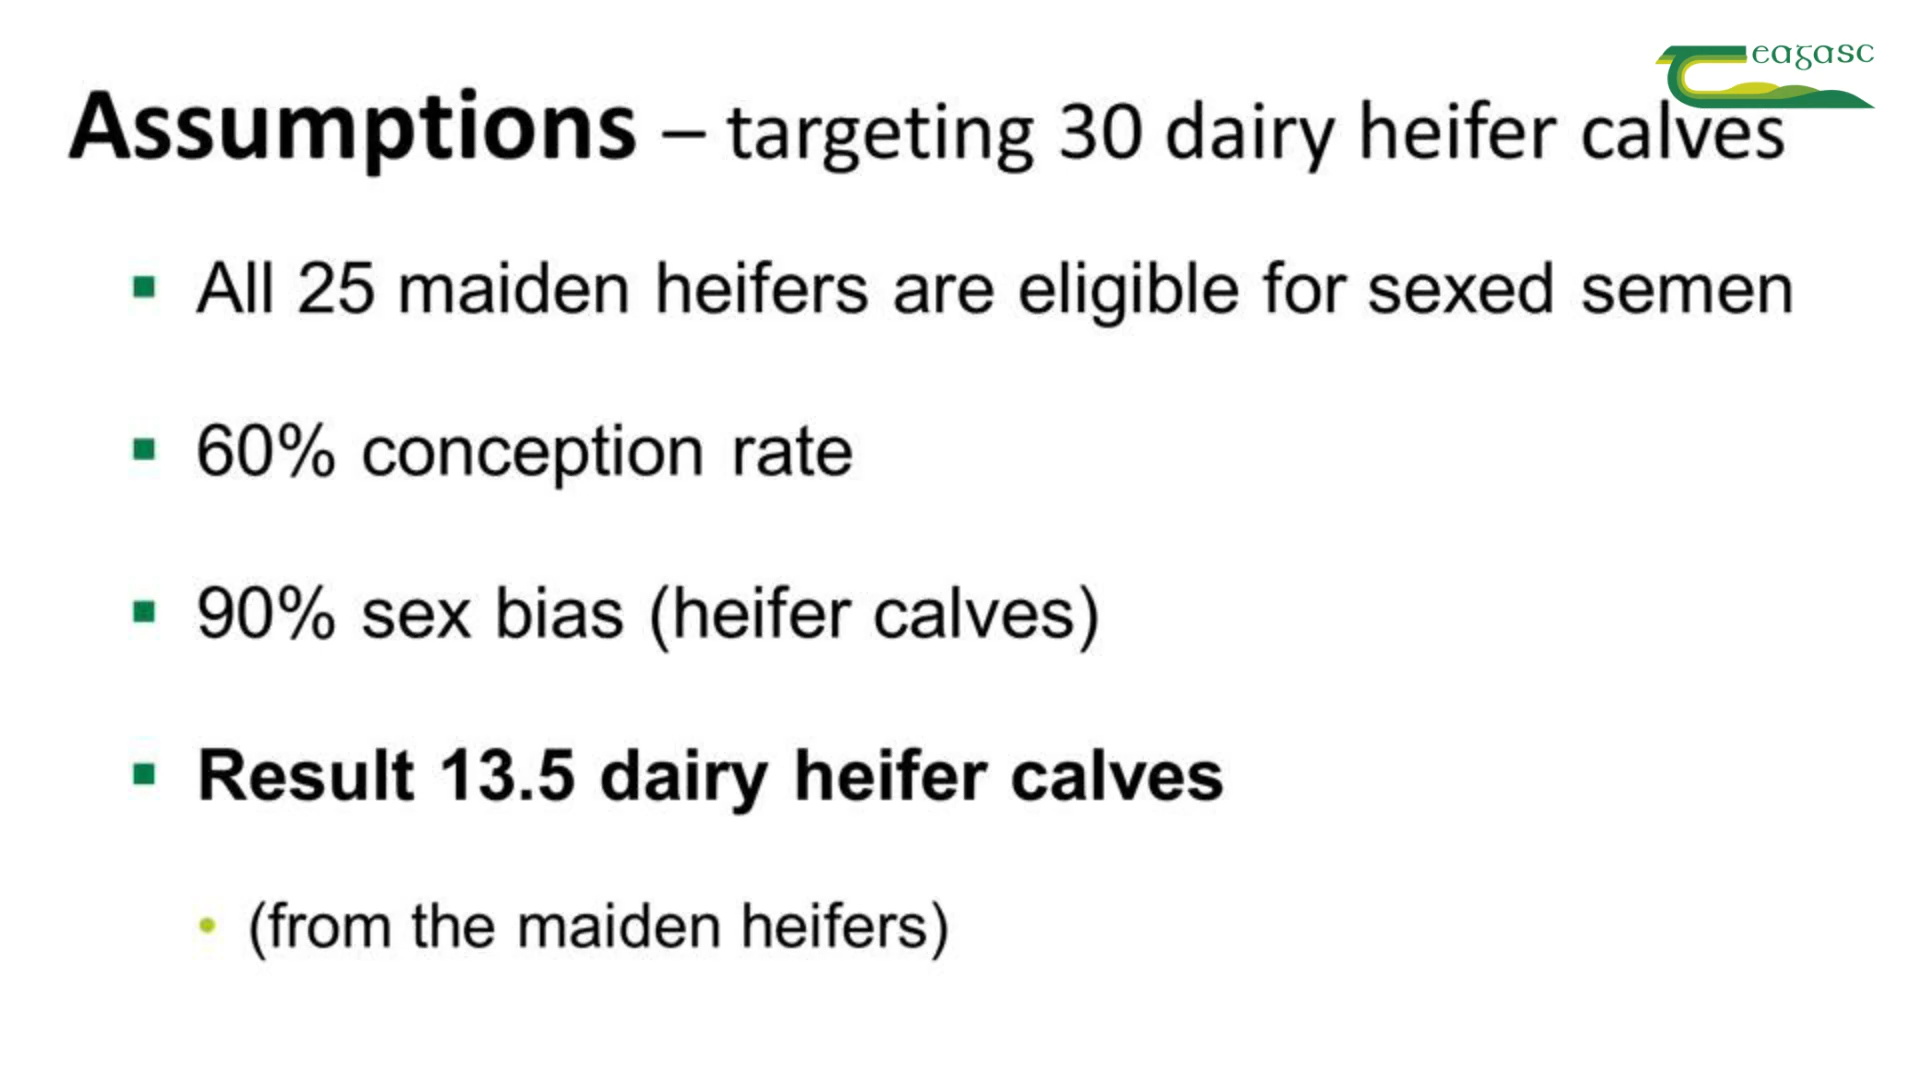 eagasc
Assumptions – targeting 30 dairy heifer calves
All 25 maiden heifers are eligible for sexed semen
60% conception rate
90% sex bias (heifer calves)
Result 13.5 dairy heifer calves
(from the maiden heifers)